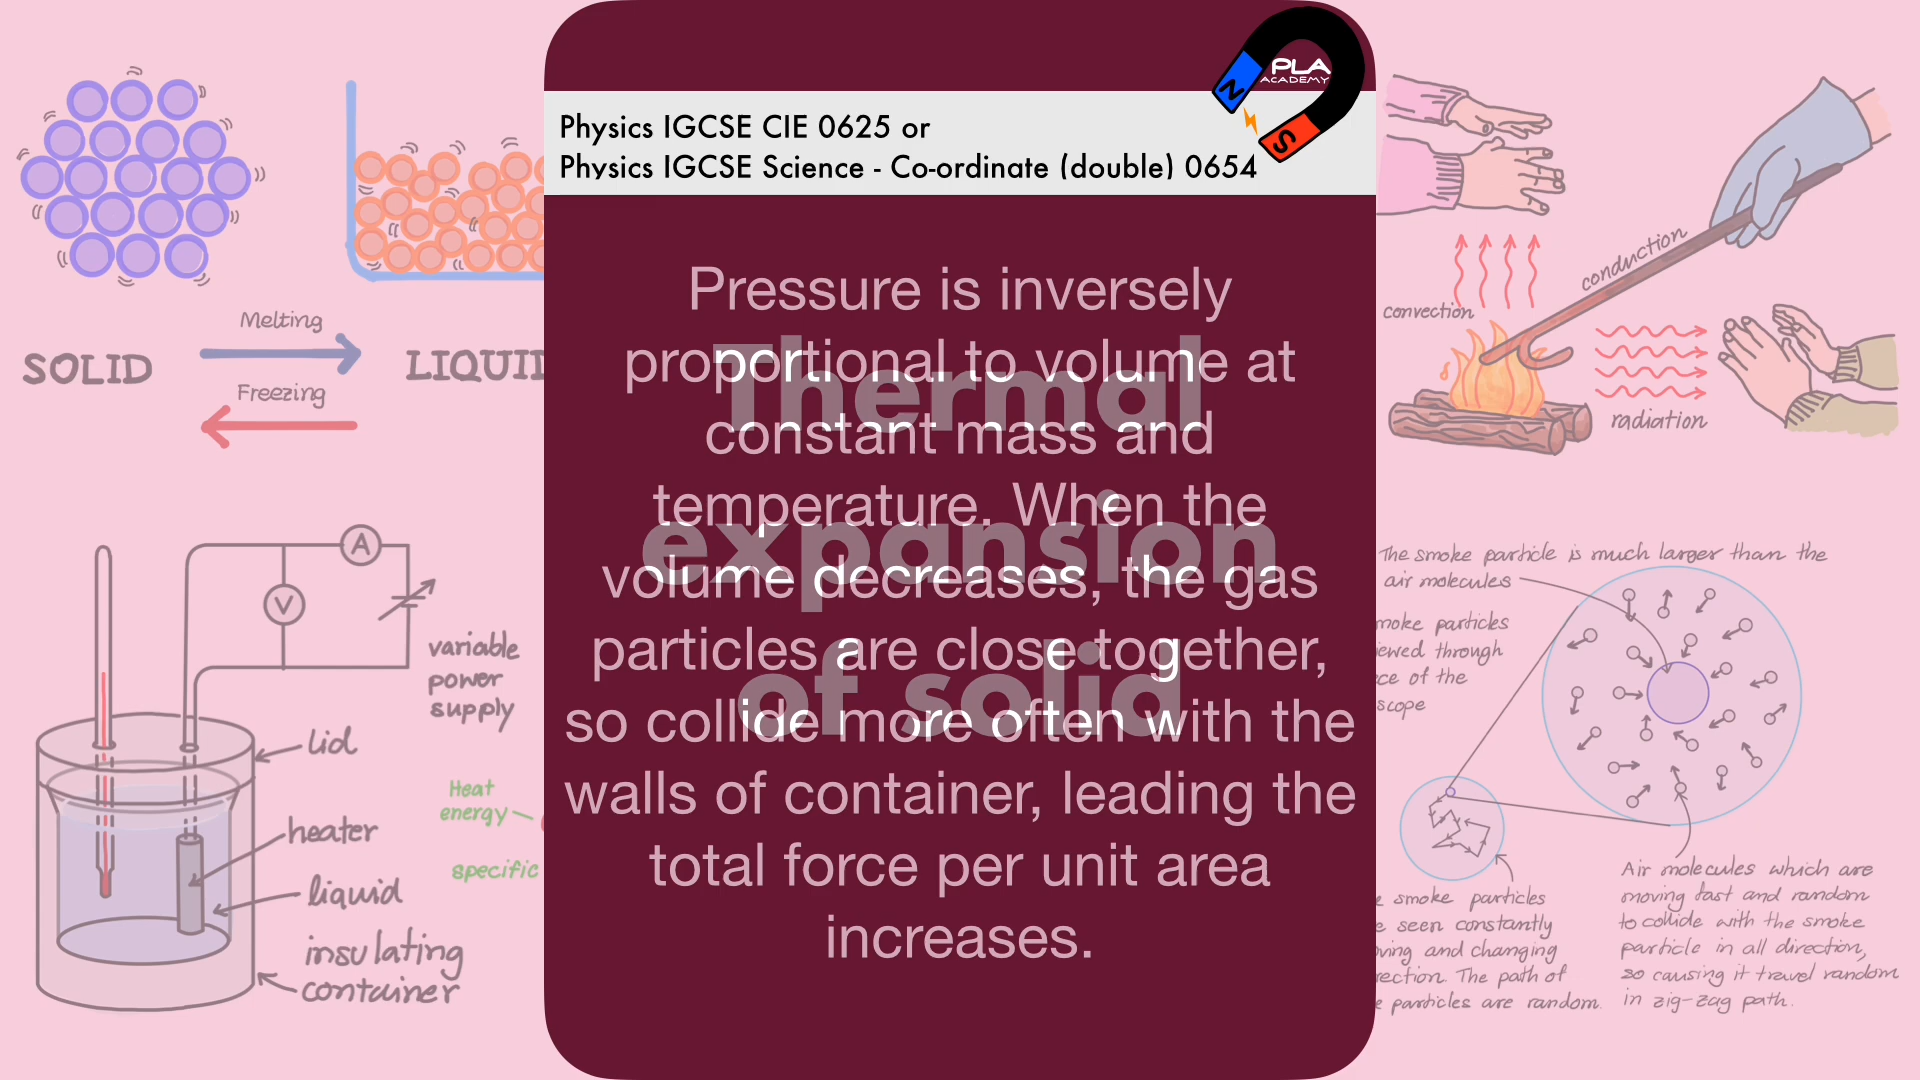 PLA
ACADEMY
N
S
Physics IGCSE CIE 0625 or
Physics IGCSE Science - Co-ordinate (double) 0654
Pressure is inversely
proportional to volume at
constant mass and
temperature. When the
volume decreases, the gas
particles are close together,
so collide more often with the
walls of container, leading the
total force per unit area
increases.
Thermal
expansion
of solid
Melting
SOLID
LIQUID
Freezing
A
V
variable
power
supply
lid
heater
liquid
insulating
container
Heat
energy
specific
conduction
convection
radiation
The smoke particle is much larger than the
air molecules
moke particles
iewed through
ce of the
scope
e smoke particles
e seen constantly
ving and changing
rection. The path of
e particles are random.
Air molecules which are
moving fast and random
to collide with the smoke
particle in all direction,
so causing it travel random
in zig-zag path.